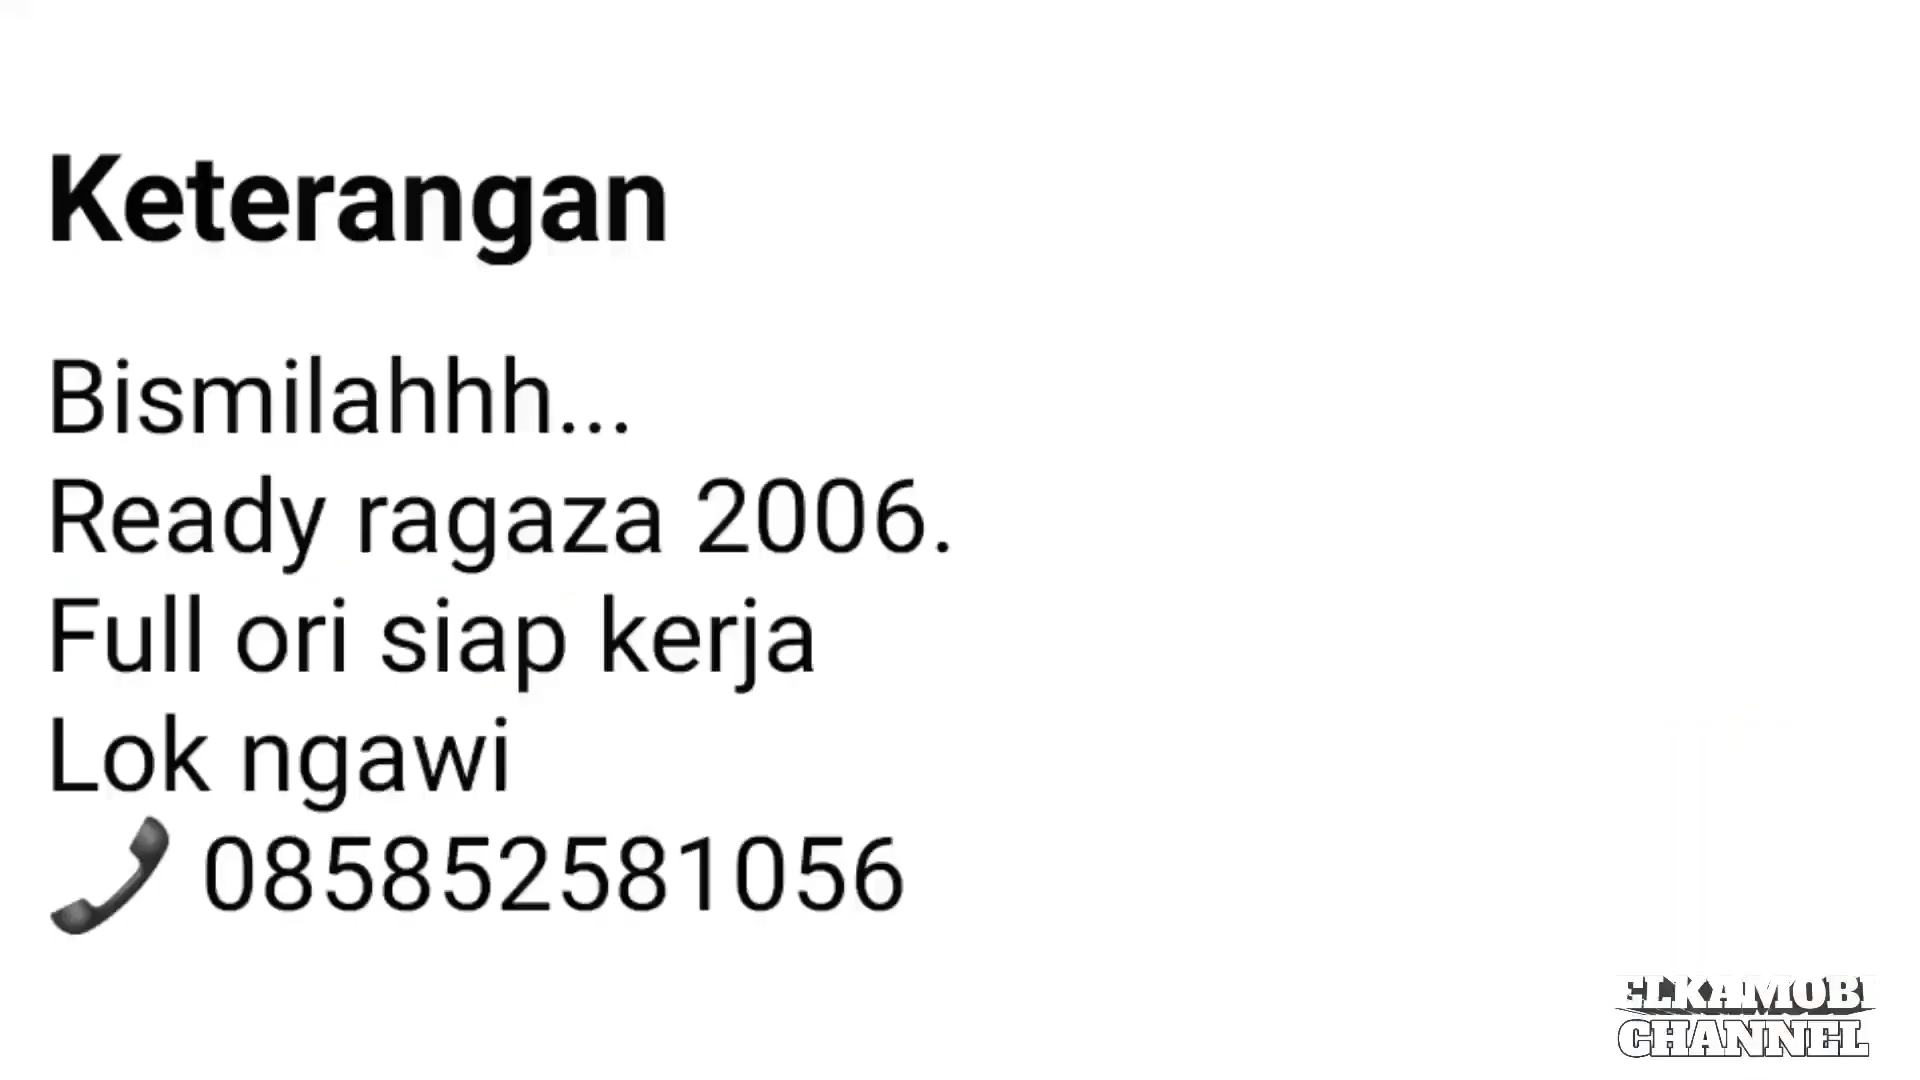 Keterangan
Bismilahhh...
Ready ragaza 2006.
Full ori siap kerja
Lok ngawi
📞 085852581056
ELKAMOBI
CHANNEL